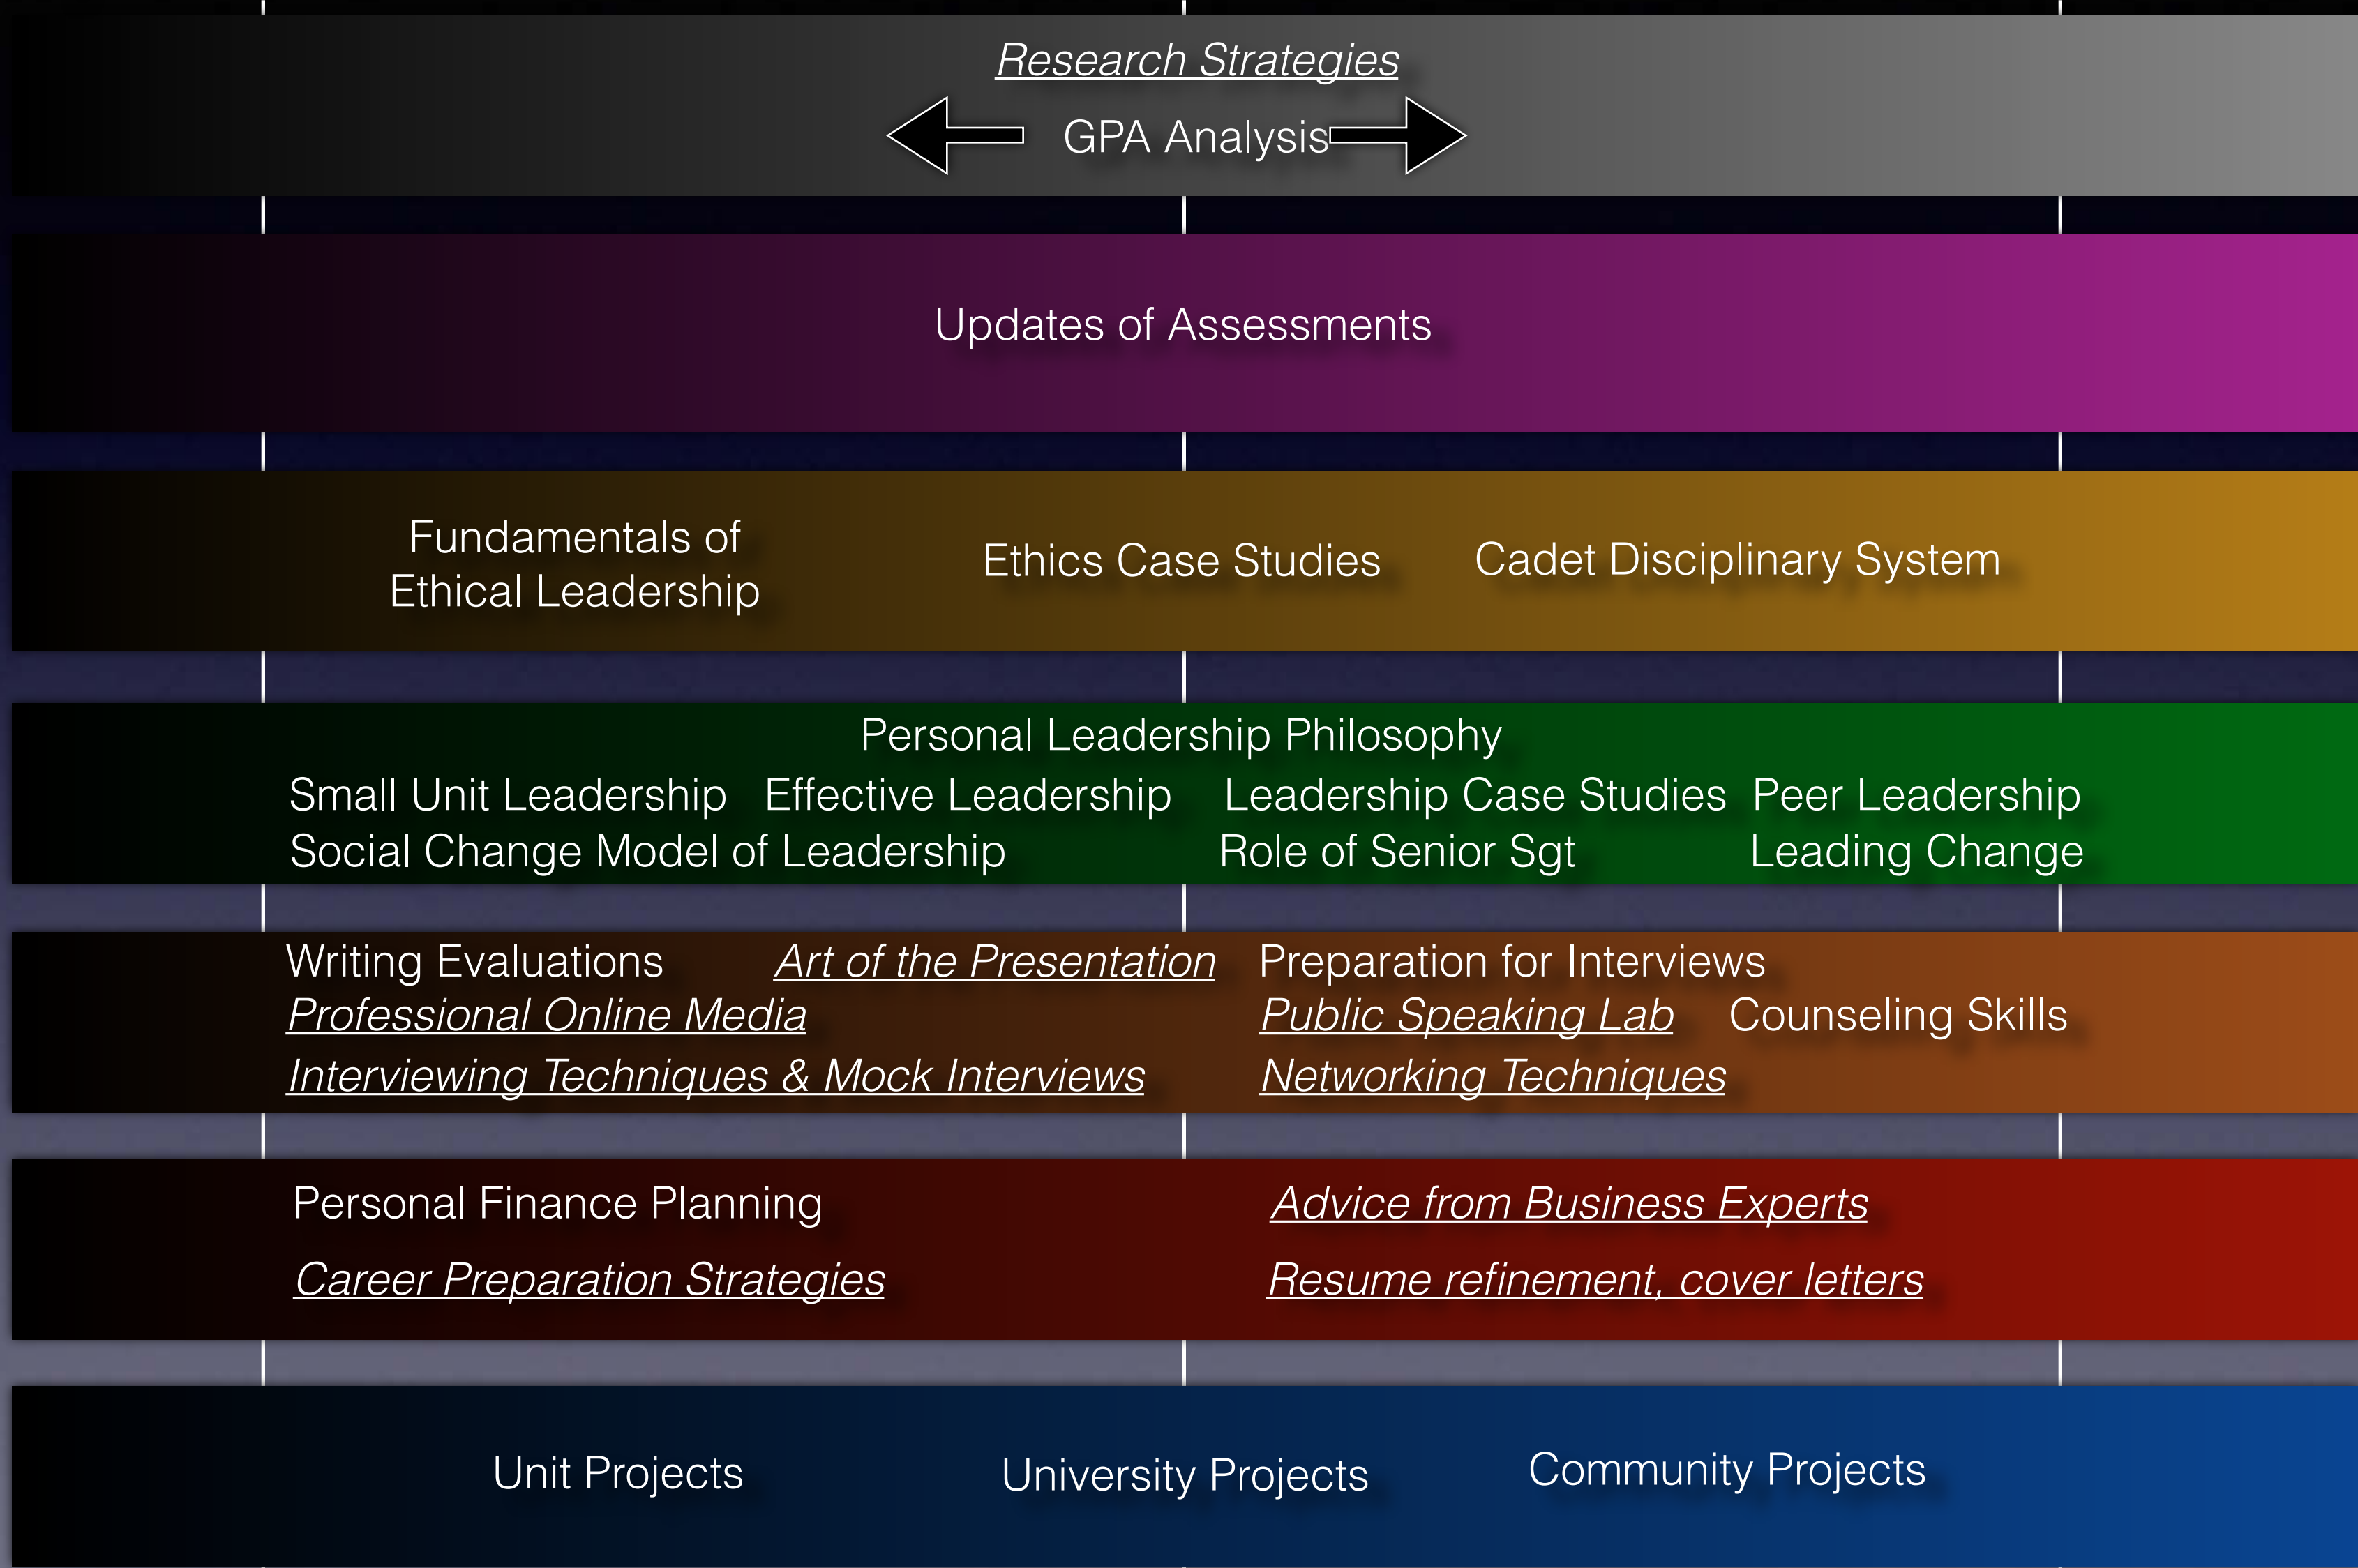 Research Strategies
GPA Analysis
Updates of Assessments
Fundamentals of
Ethical Leadership
Ethics Case Studies
Cadet Disciplinary System
Personal Leadership Philosophy
Small Unit Leadership Effective Leadership Leadership Case Studies Peer Leadership
Social Change Model of Leadership Role of Senior Sgt Leading Change
Writing Evaluations Art of the Presentation Preparation for Interviews
Professional Online Media Public Speaking Lab Counseling Skills
Interviewing Techniques & Mock Interviews Networking Techniques
Personal Finance Planning Advice from Business Experts
Career Preparation Strategies Resume refinement, cover letters
Unit Projects University Projects Community Projects